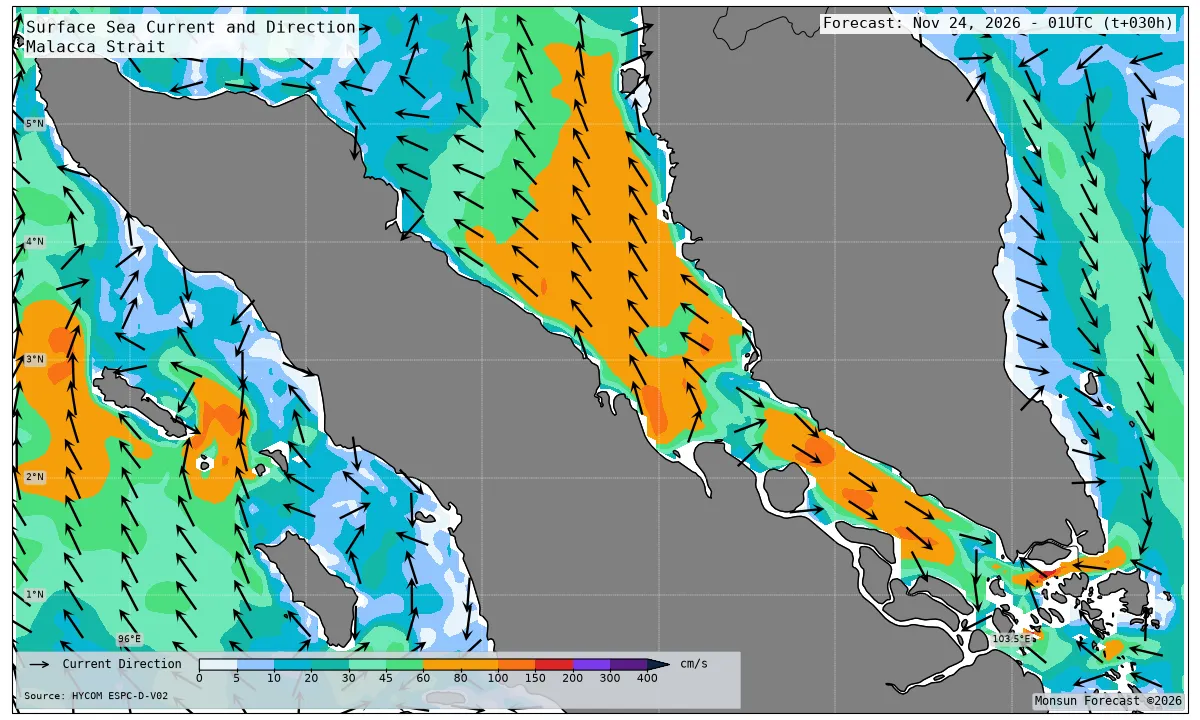 Surface Sea Current and Direction
Malacca Strait
Forecast: Nov 24, 2026 - 01UTC (t+030h)
5°N
4°N
3°N
2°N
1°N
96°E
103.5°E
Current Direction
0 5 10 20 30 45 60 80 100 150 200 300 400
cm/s
Source: HYCOM ESPC-D-V02
Monsun Forecast ©2026